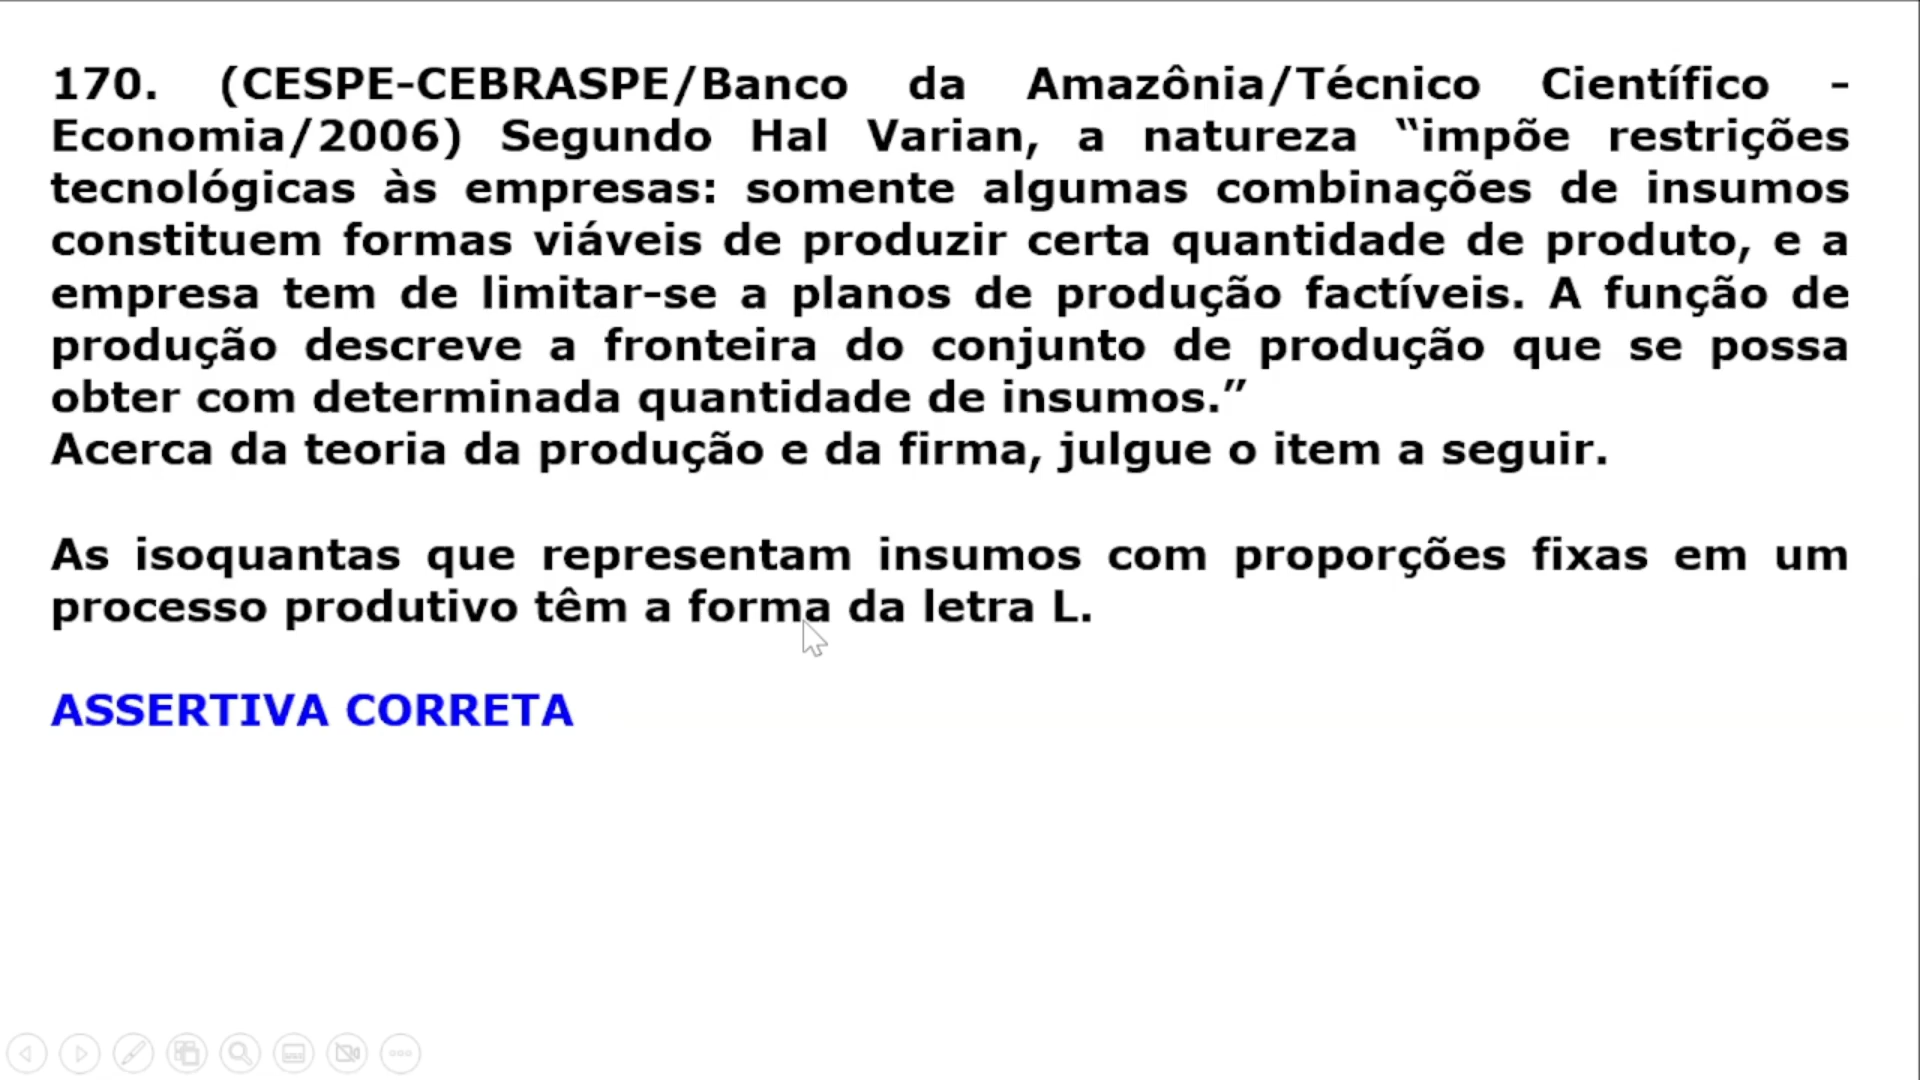 170. (CESPE-CEBRASPE/Banco da Amazônia/Técnico Científico -
Economia/2006) Segundo Hal Varian, a natureza “impõe restrições
tecnológicas às empresas: somente algumas combinações de insumos
constituem formas viáveis de produzir certa quantidade de produto, e a
empresa tem de limitar-se a planos de produção factíveis. A função de
produção descreve a fronteira do conjunto de produção que se possa
obter com determinada quantidade de insumos.”
Acerca da teoria da produção e da firma, julgue o item a seguir.
As isoquantas que representam insumos com proporções fixas em um
processo produtivo têm a forma da letra L.
ASSERTIVA CORRETA